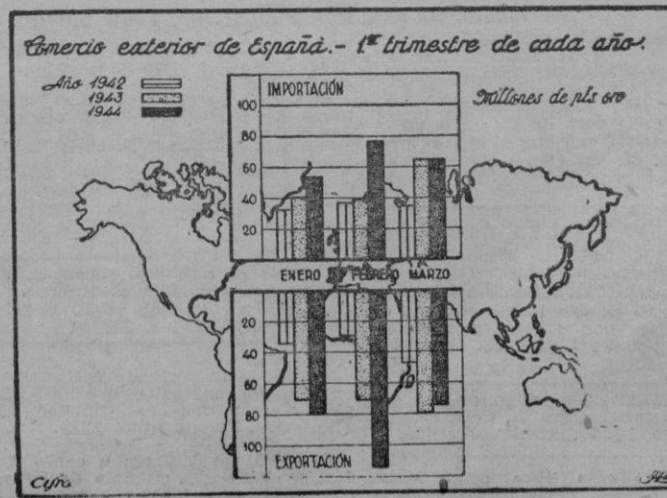 Comercio exterior de España.- 1er trimestre de cada año.
Año 1942
1943
1944
IMPORTACIÓN
Millones de pts oro
100
80
60
40
20
ENERO FEBRERO MARZO
20
40
60
80
100
EXPORTACIÓN
Cifra